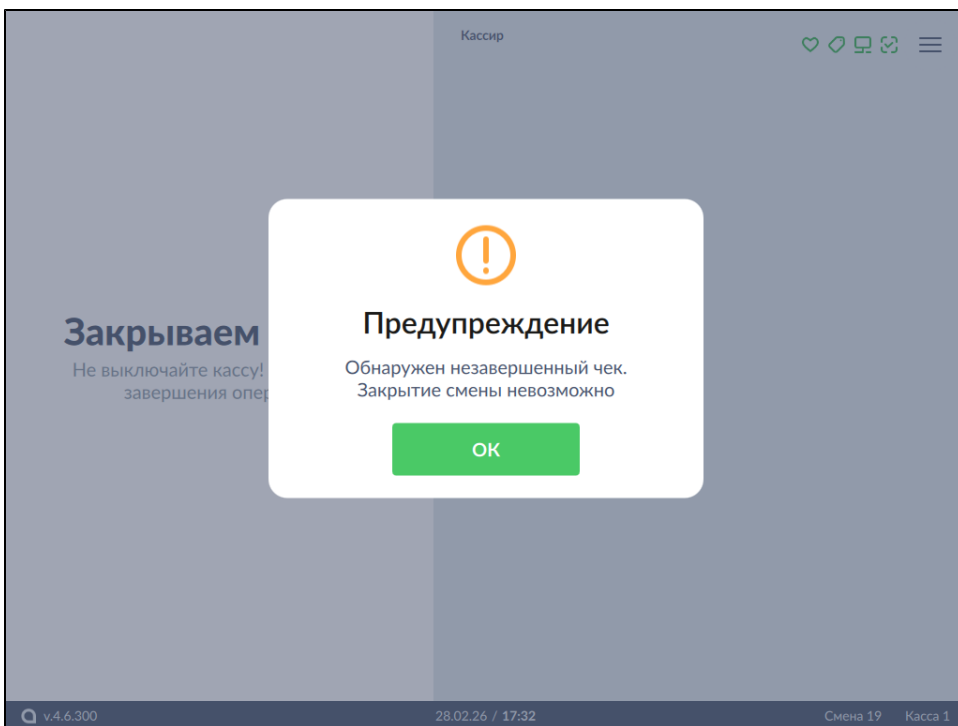 Кассир
Закрываем
Не выключайте кассу!
завершения опер
Предупреждение
Обнаружен незавершенный чек.
Закрытие смены невозможно
ОК
v.4.6.300
28.02.26 / 17:32
Смена 19
Касса 1